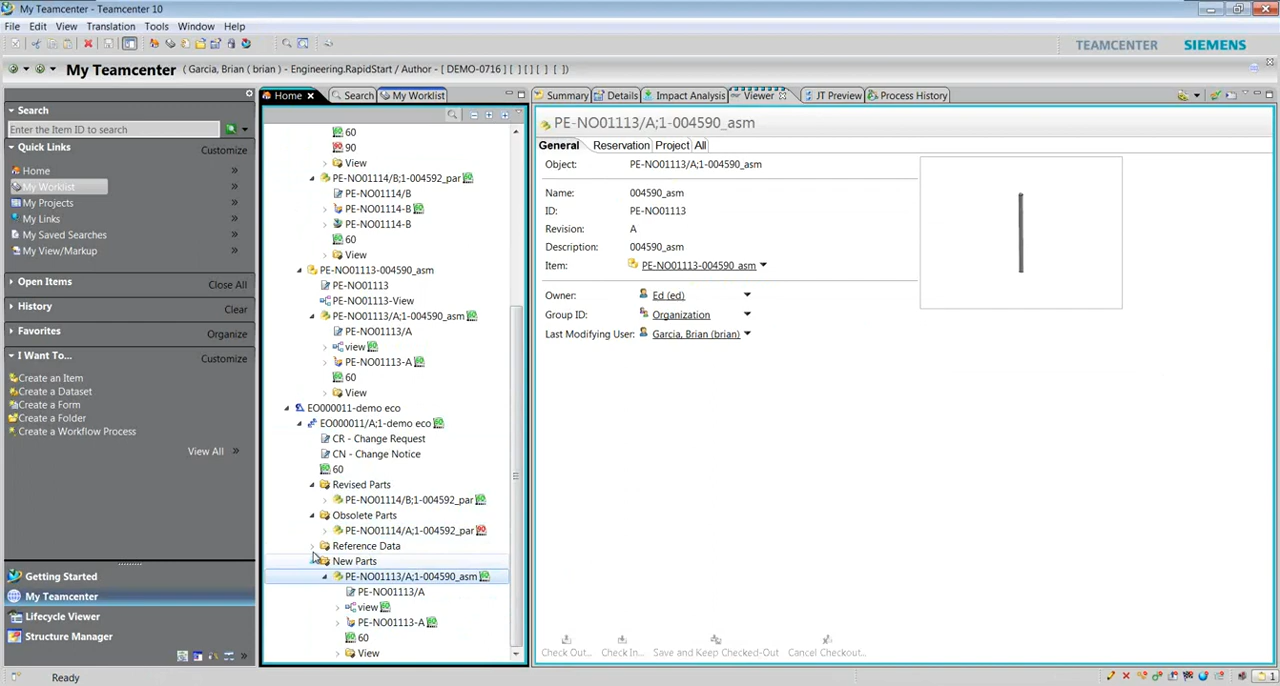 My Teamcenter - Teamcenter 10
File Edit View Translation Tools Window Help
TEAMCENTER SIEMENS
My Teamcenter ( Garcia, Brian ( brian ) - Engineering.RapidStart / Author - [ DEMO-0716 ] [ ] [ ] [ ] [ ] )
Search
Enter the Item ID to search
Quick Links Customize
Home
My Worklist
My Projects
My Links
My Saved Searches
My View/Markup
Open Items Close All
History Clear
Favorites Organize
I Want To... Customize
Create an Item
Create a Dataset
Create a Form
Create a Folder
Create a Workflow Process
View All
Getting Started
My Teamcenter
Lifecycle Viewer
Structure Manager
Home Search My Worklist
60
90
View
PE-NO01114/B;1-004592_par
PE-NO01114/B
PE-NO01114-B
PE-NO01114-B
60
View
PE-NO01113-004590_asm
PE-NO01113
PE-NO01113-View
PE-NO01113/A;1-004590_asm
PE-NO01113/A
view
PE-NO01113-A
60
View
EO000011-demo eco
EO000011/A;1-demo eco
CR - Change Request
CN - Change Notice
60
Revised Parts
PE-NO01114/B;1-004592_par
Obsolete Parts
PE-NO01114/A;1-004592_par
Reference Data
New Parts
PE-NO01113/A;1-004590_asm
PE-NO01113/A
view
PE-NO01113-A
60
View
Summary Details Impact Analysis Viewer JT Preview Process History
PE-NO01113/A;1-004590_asm
General Reservation Project All
Object: PE-NO01113/A;1-004590_asm
Name: 004590_asm
ID: PE-NO01113
Revision: A
Description: 004590_asm
Item: PE-NO01113-004590_asm
Owner: Ed (ed)
Group ID: Organization
Last Modifying User: Garcia, Brian (brian)
Check Out... Check In... Save and Keep Checked-Out Cancel Checkout...
Ready 1